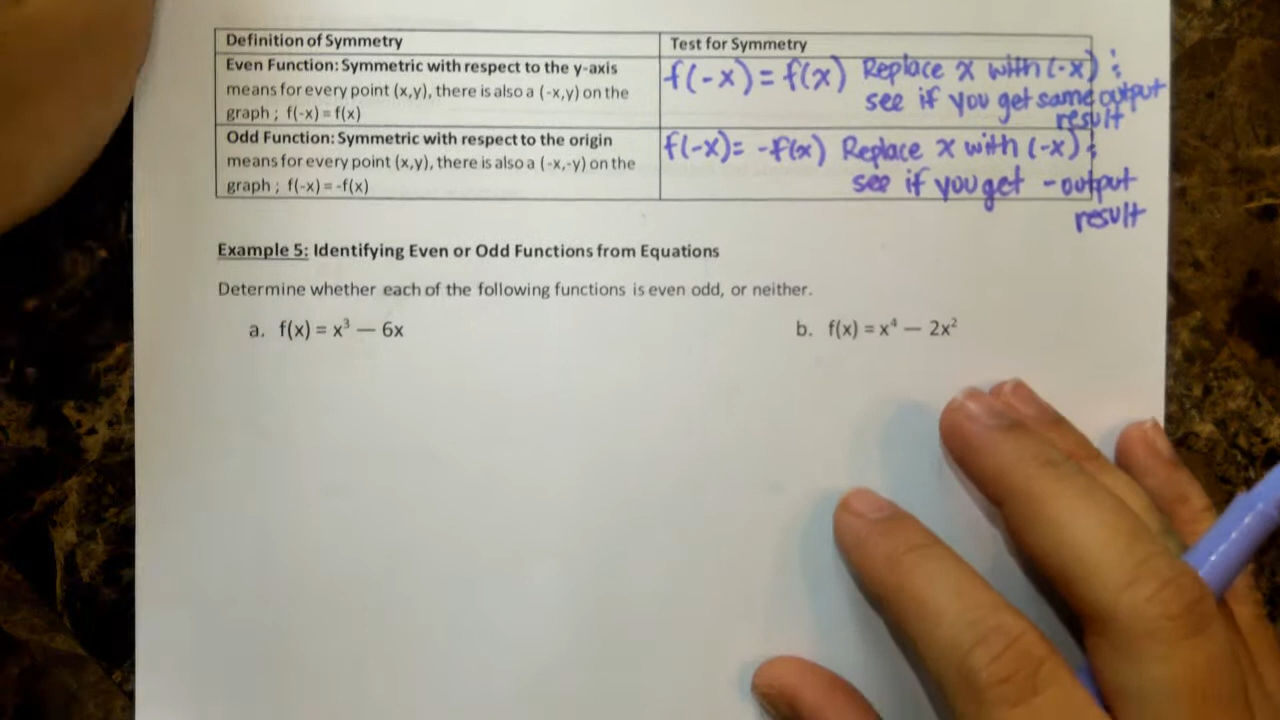 Definition of Symmetry
Test for Symmetry
Even Function: Symmetric with respect to the y-axis
means for every point (x,y), there is also a (-x,y) on the
graph ; f(-x) = f(x)
f(-x) = f(x) Replace x with (-x) :
see if you get same output
result
Odd Function: Symmetric with respect to the origin
means for every point (x,y), there is also a (-x,-y) on the
graph ; f(-x) = -f(x)
f(-x) = -f(x) Replace x with (-x) :
see if you get -output
result
Example 5: Identifying Even or Odd Functions from Equations
Determine whether each of the following functions is even odd, or neither.
a. f(x) = x³ — 6x
b. f(x) = x⁴ — 2x²